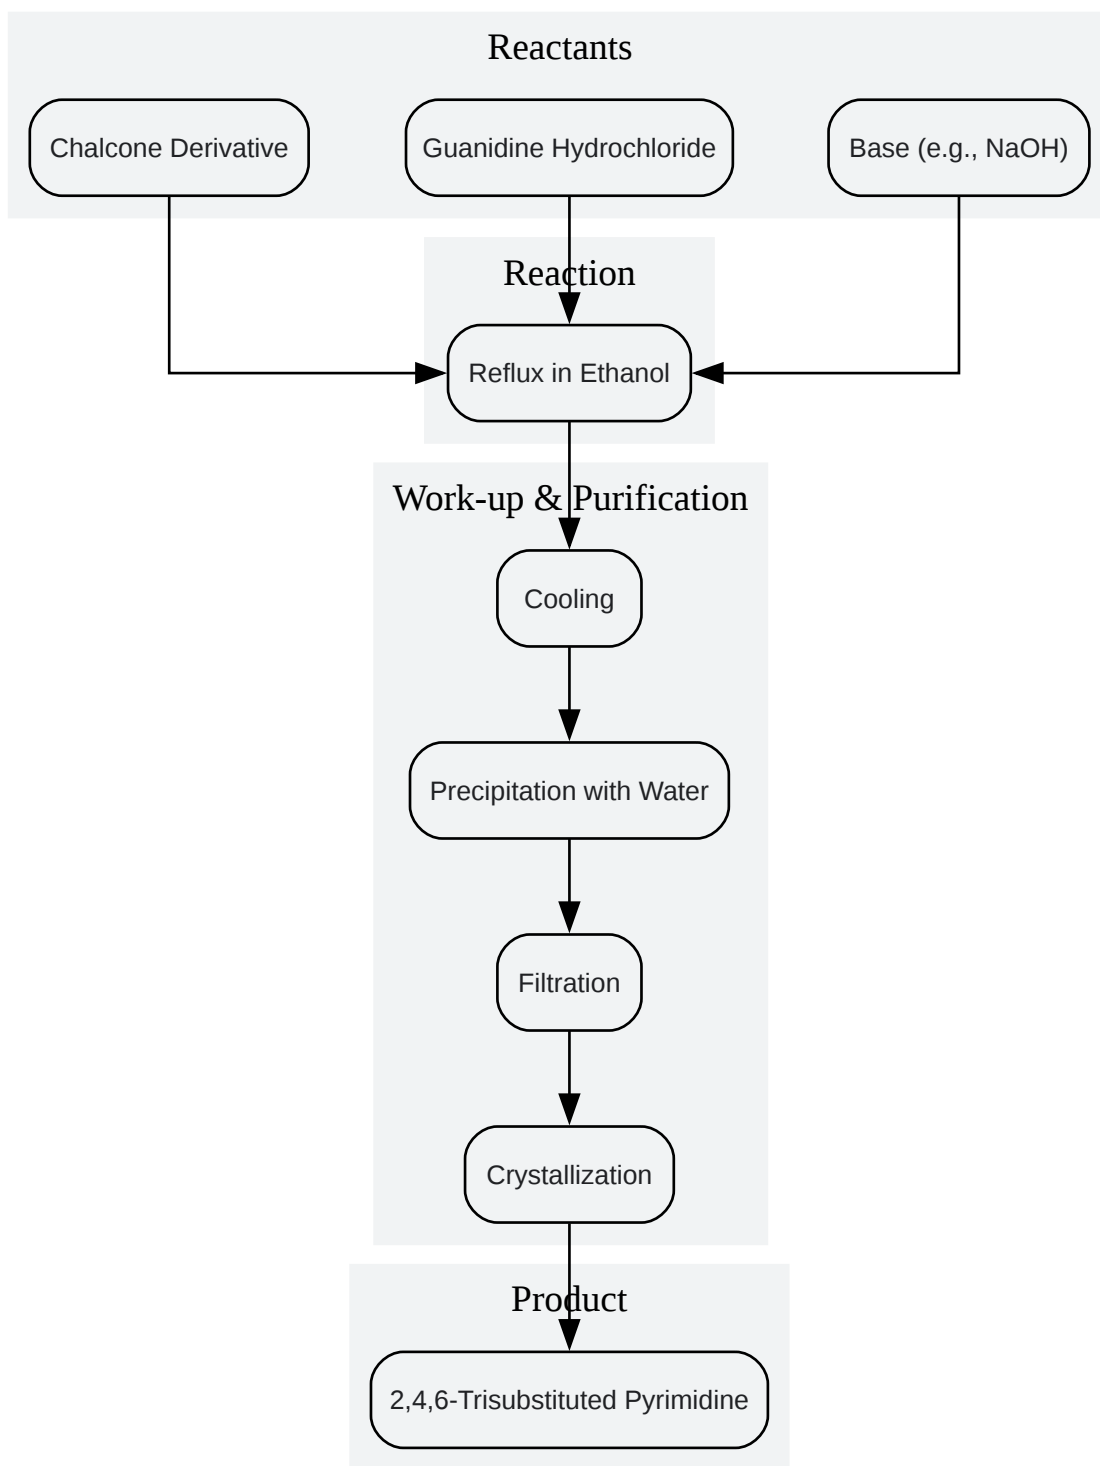 Reactants
Chalcone Derivative
Guanidine Hydrochloride
Base (e.g., NaOH)
Reaction
Reflux in Ethanol
Work-up & Purification
Cooling
Precipitation with Water
Filtration
Crystallization
Product
2,4,6-Trisubstituted Pyrimidine